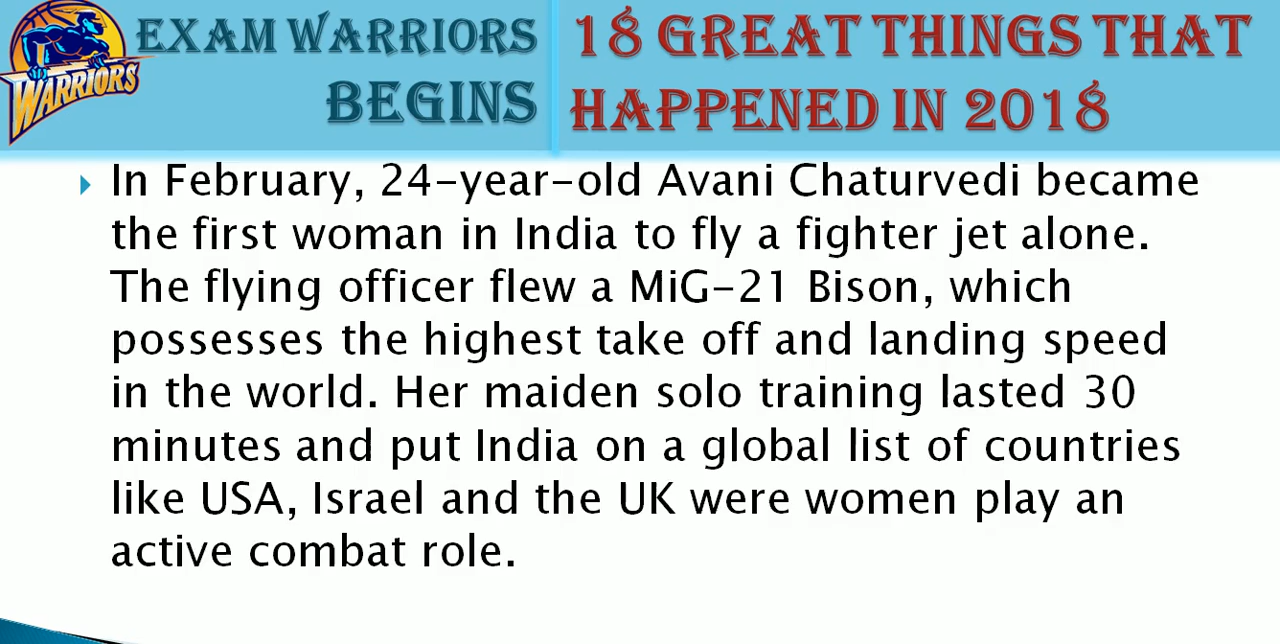 WARRIORS
EXAM WARRIORS
BEGINS
18 GREAT THINGS THAT
HAPPENED IN 2018
In February, 24-year-old Avani Chaturvedi became
the first woman in India to fly a fighter jet alone.
The flying officer flew a MiG-21 Bison, which
possesses the highest take off and landing speed
in the world. Her maiden solo training lasted 30
minutes and put India on a global list of countries
like USA, Israel and the UK were women play an
active combat role.